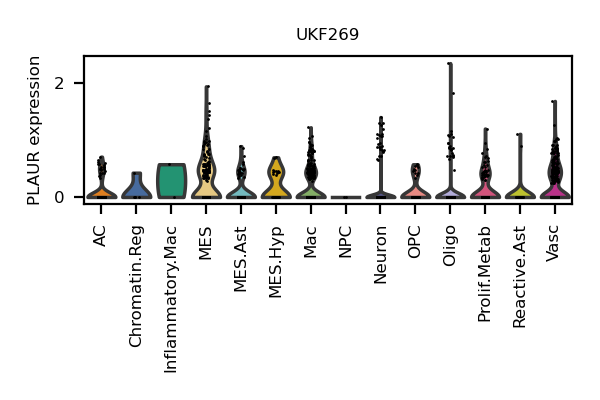 UKF269
PLAUR expression
2
0
AC
Chromatin.Reg
Inflammatory.Mac
MES
MES.Ast
MES.Hyp
Mac
NPC
Neuron
OPC
Oligo
Prolif.Metab
Reactive.Ast
Vasc